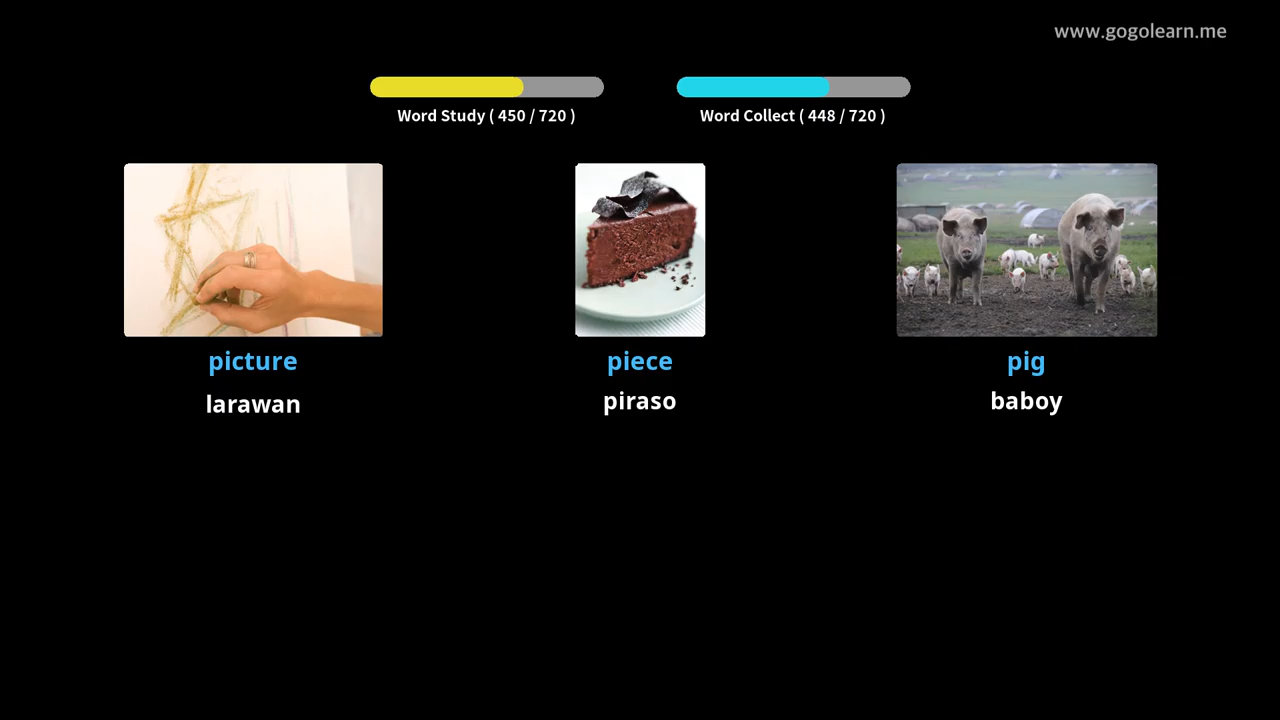 www.gogolearn.me
Word Study ( 450 / 720 )
Word Collect ( 448 / 720 )
picture
piece
pig
larawan
piraso
baboy